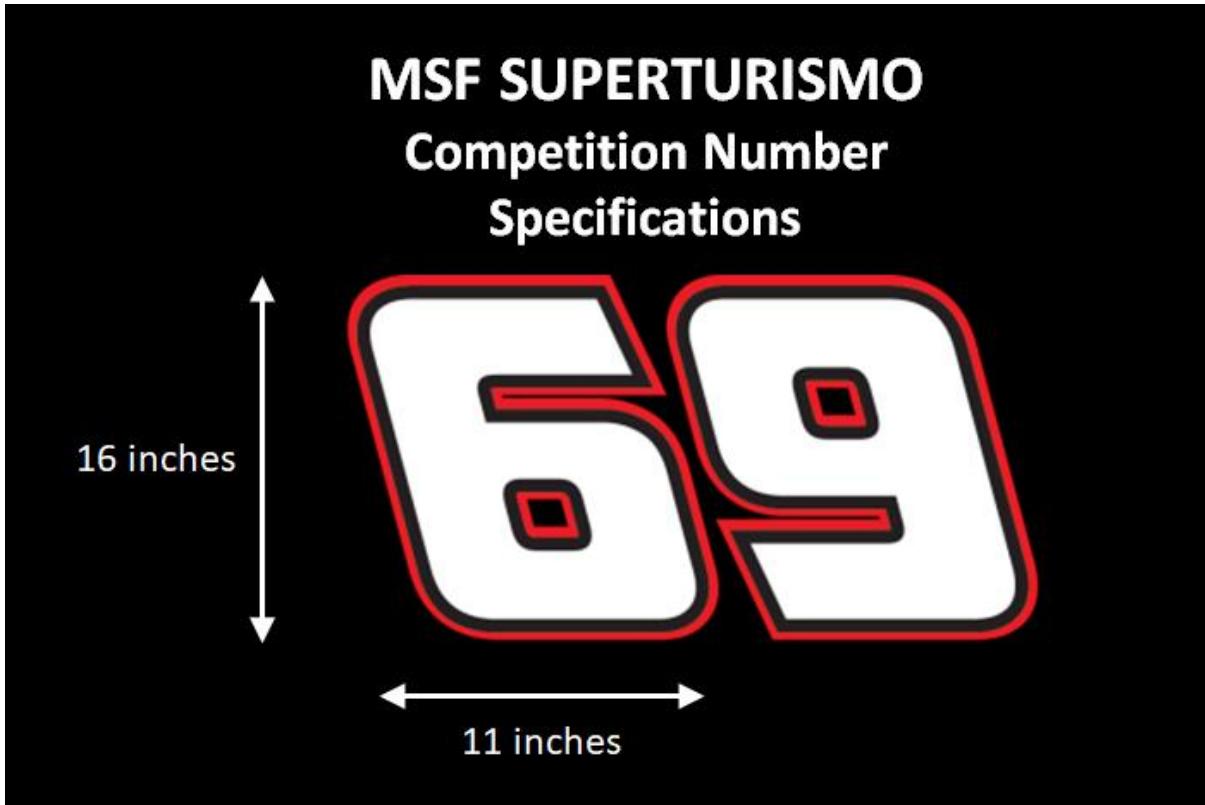 MSF SUPERTURISMO
Competition Number
Specifications
69
16 inches
11 inches